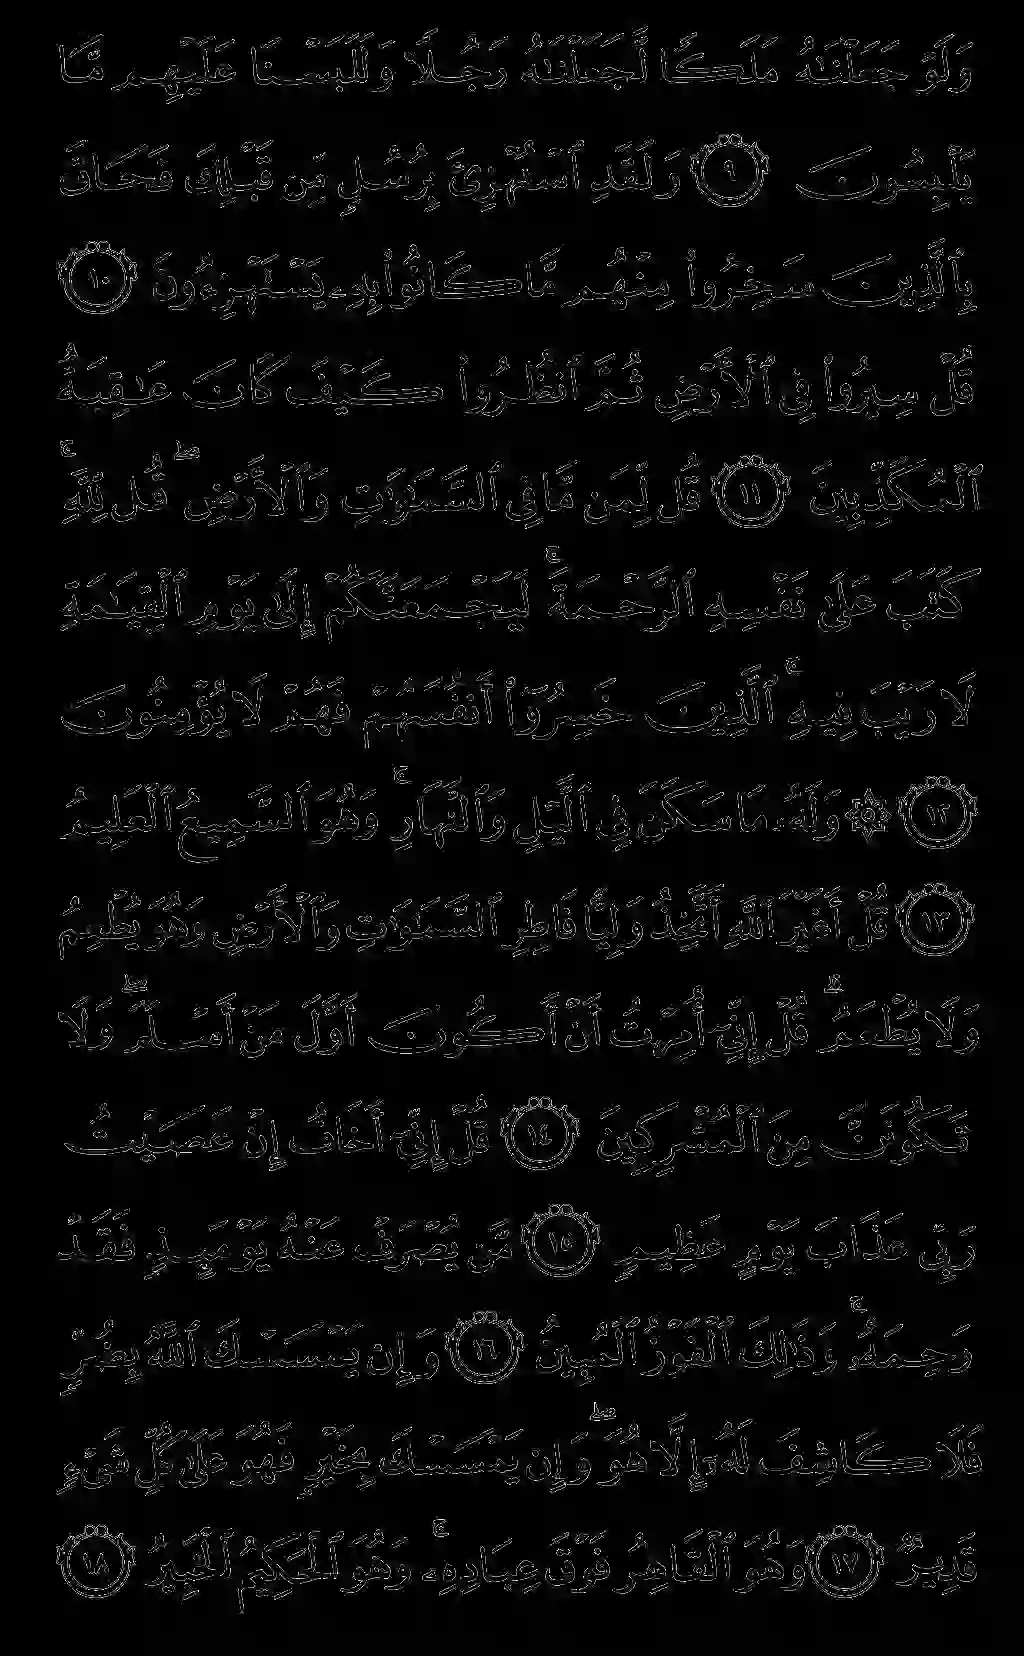 وَلَوْ جَعَلْنَٰهُ مَلَكًا لَّجَعَلْنَٰهُ رَجُلًا وَلَلَبَسْنَا عَلَيْهِم مَّا
يَلْبِسُونَ ٩ وَلَقَدِ ٱسْتُهْزِئَ بِرُسُلٍ مِّن قَبْلِكَ فَحَاقَ
بِٱلَّذِينَ سَخِرُوا۟ مِنْهُم مَّا كَانُوا۟ بِهِۦ يَسْتَهْزِءُونَ ١٠
قُلْ سِيرُوا۟ فِى ٱلْأَرْضِ ثُمَّ ٱنظُرُوا۟ كَيْفَ كَانَ عَٰقِبَةُ
ٱلْمُكَذِّبِينَ ١١ قُل لِّمَن مَّا فِى ٱلسَّمَٰوَٰتِ وَٱلْأَرْضِ ۖ قُل لِّلَّهِ ۚ
كَتَبَ عَلَىٰ نَفْسِهِ ٱلرَّحْمَةَ ۚ لَيَجْمَعَنَّكُمْ إِلَىٰ يَوْمِ ٱلْقِيَٰمَةِ
لَا رَيْبَ فِيهِ ۚ ٱلَّذِينَ خَسِرُوٓا۟ أَنفُسَهُمْ فَهُمْ لَا يُؤْمِنُونَ
١٢ ۞ وَلَهُۥ مَا سَكَنَ فِى ٱلَّيْلِ وَٱلنَّهَارِ ۚ وَهُوَ ٱلسَّمِيعُ ٱلْعَلِيمُ
١٣ قُلْ أَغَيْرَ ٱللَّهِ أَتَّخِذُ وَلِيًّا فَاطِرِ ٱلسَّمَٰوَٰتِ وَٱلْأَرْضِ وَهُوَ يُطْعِمُ
وَلَا يُطْعَمُ ۗ قُلْ إِنِّىٓ أُمِرْتُ أَنْ أَكُونَ أَوَّلَ مَنْ أَسْلَمَ ۖ وَلَا
تَكُونَنَّ مِنَ ٱلْمُشْرِكِينَ ١٤ قُلْ إِنِّىٓ أَخَافُ إِنْ عَصَيْتُ
رَبِّى عَذَابَ يَوْمٍ عَظِيمٍ ١٥ مَّن يُصْرَفْ عَنْهُ يَوْمَئِذٍ فَقَدْ
رَحِمَهُۥ ۚ وَذَٰلِكَ ٱلْفَوْزُ ٱلْمُبِينُ ١٦ وَإِن يَمْسَسْكَ ٱللَّهُ بِضُرٍّ
فَلَا كَاشِفَ لَهُۥٓ إِلَّا هُوَ ۖ وَإِن يَمْسَسْكَ بِخَيْرٍ فَهُوَ عَلَىٰ كُلِّ شَىْءٍ
قَدِيرٌ ١٧ وَهُوَ ٱلْقَاهِرُ فَوْقَ عِبَادِهِۦ ۚ وَهُوَ ٱلْحَكِيمُ ٱلْخَبِيرُ ١٨